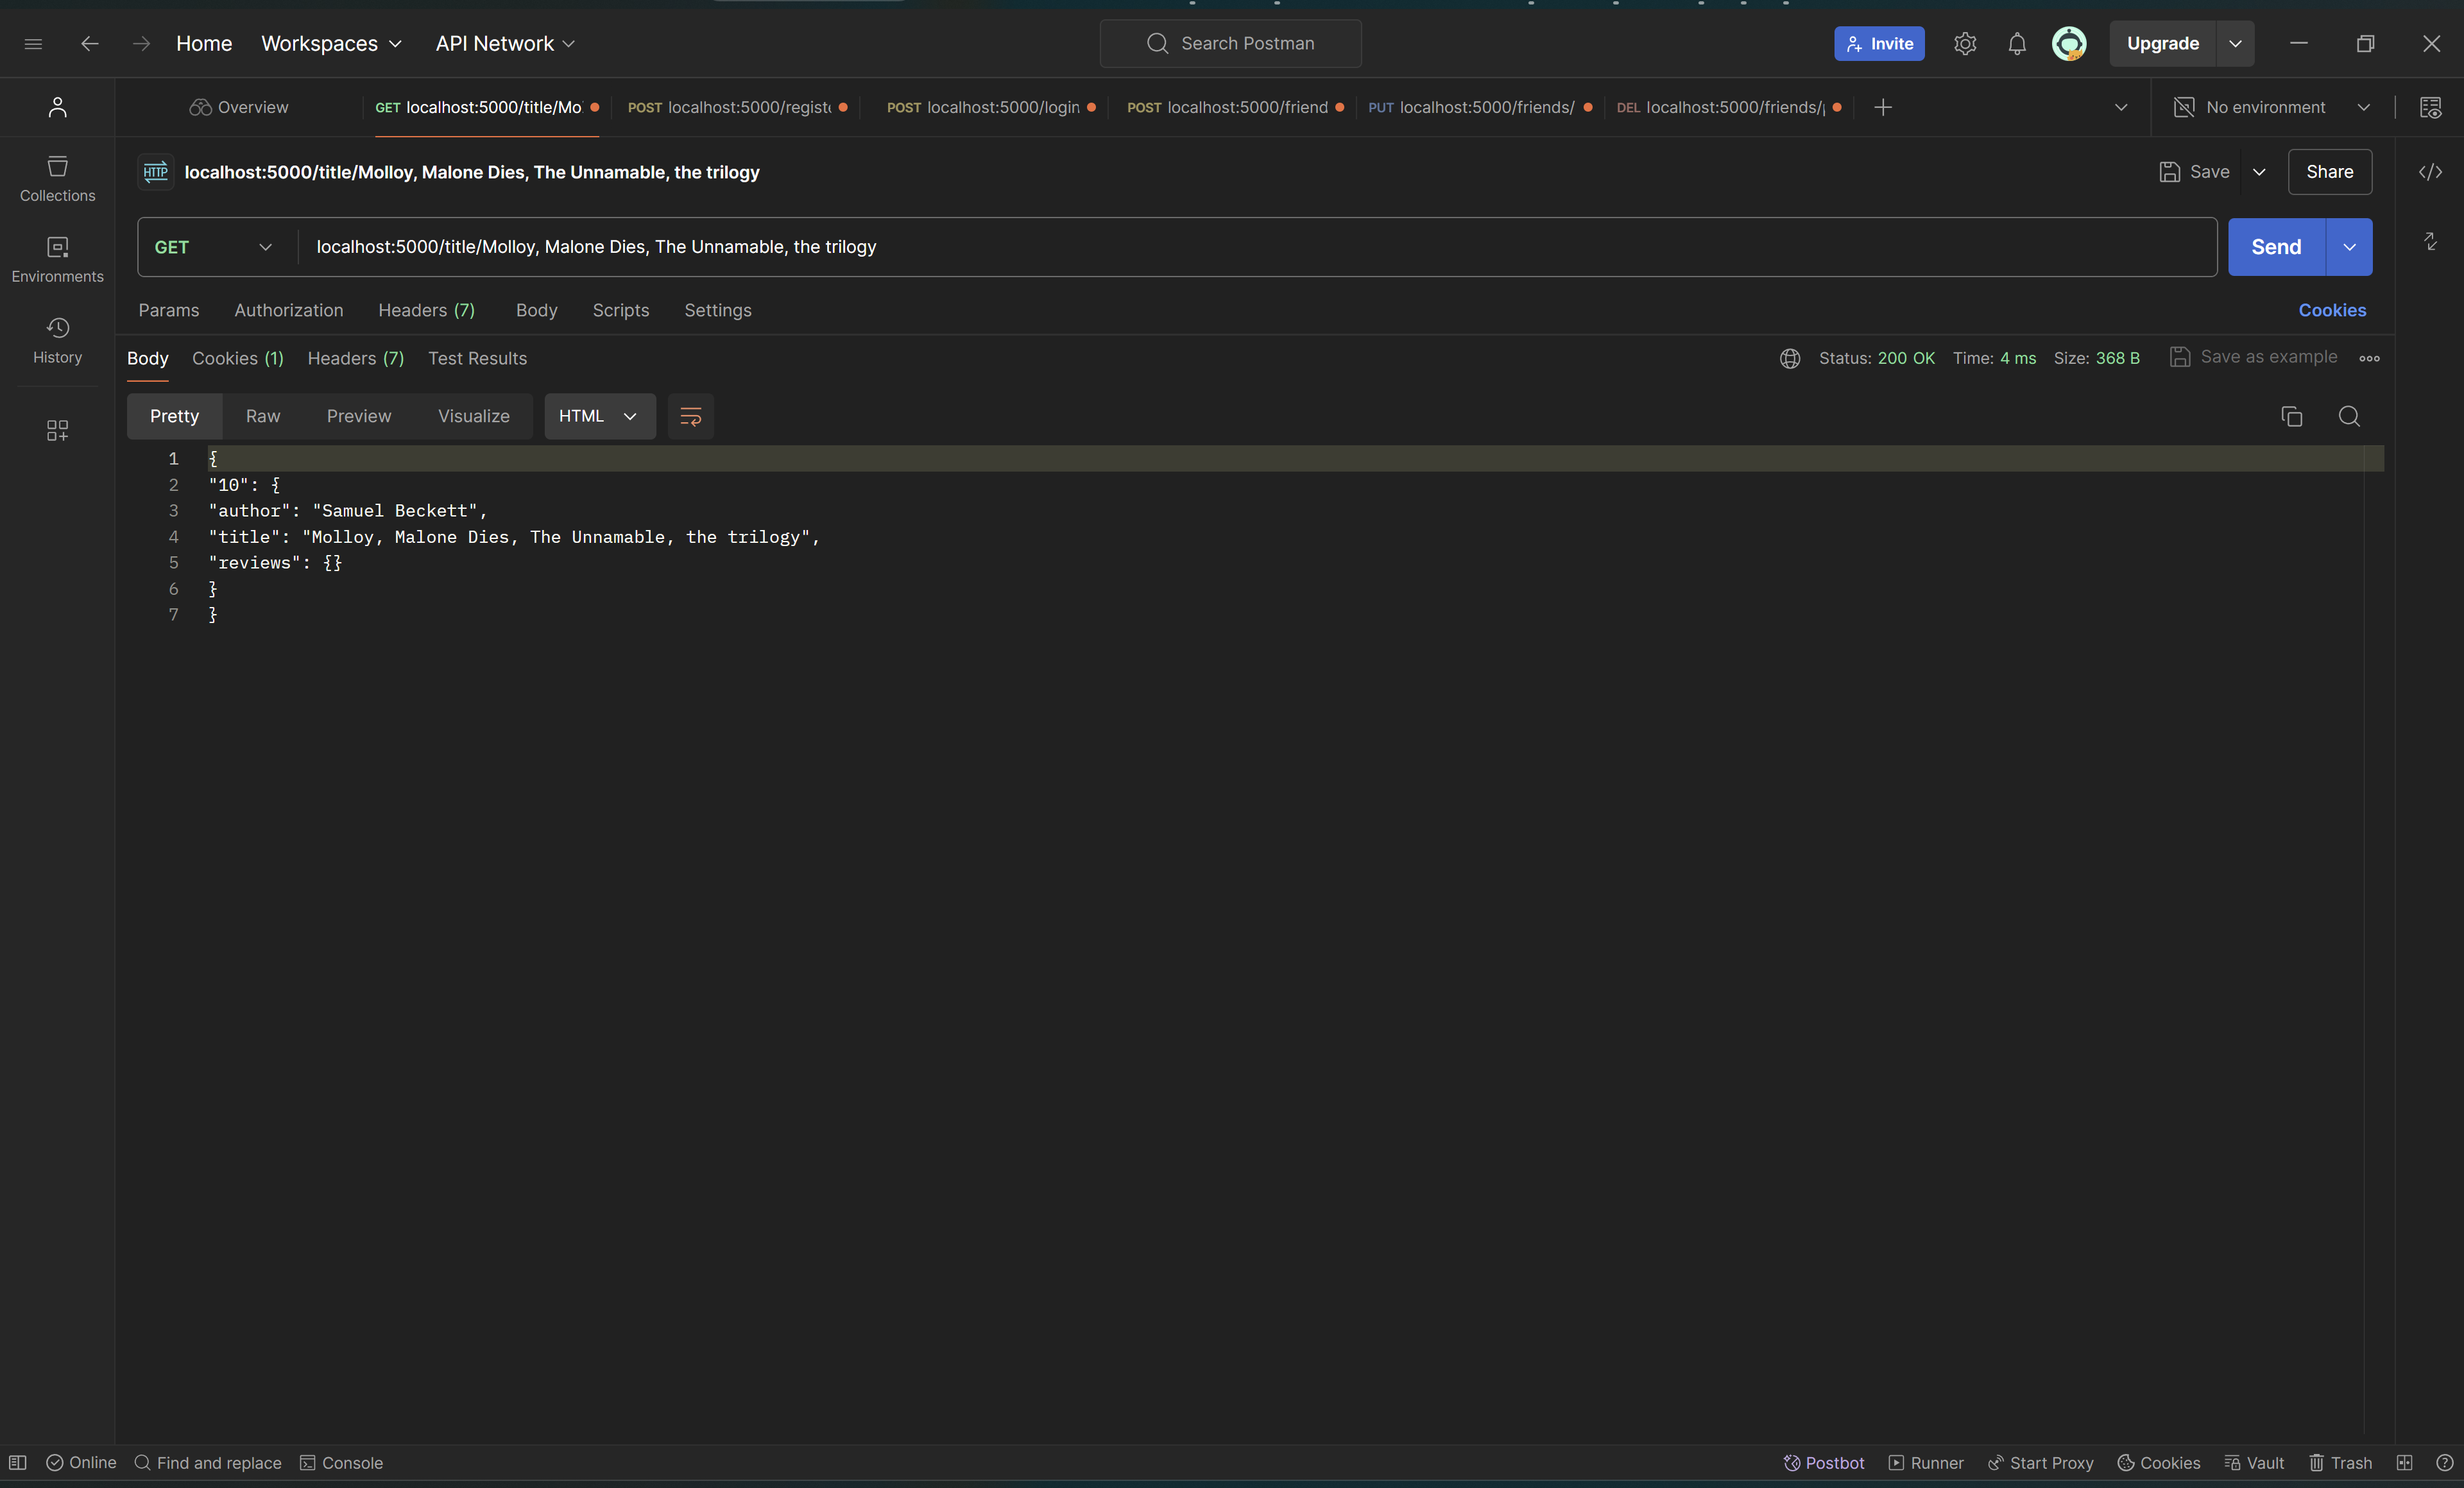 Home Workspaces API Network Search Postman Invite Upgrade
Overview GET localhost:5000/title/Mo POST localhost:5000/registe POST localhost:5000/login POST localhost:5000/friend PUT localhost:5000/friends/ DEL localhost:5000/friends/ No environment
HTTP localhost:5000/title/Molloy, Malone Dies, The Unnamable, the trilogy Save Share
Collections
GET localhost:5000/title/Molloy, Malone Dies, The Unnamable, the trilogy Send
Environments
Params Authorization Headers (7) Body Scripts Settings Cookies
History
Body Cookies (1) Headers (7) Test Results Status: 200 OK Time: 4 ms Size: 368 B Save as example
Pretty Raw Preview Visualize HTML
1 {
2 "10": {
3 "author": "Samuel Beckett",
4 "title": "Molloy, Malone Dies, The Unnamable, the trilogy",
5 "reviews": {}
6 }
7 }
Online Find and replace Console Postbot Runner Start Proxy Cookies Vault Trash